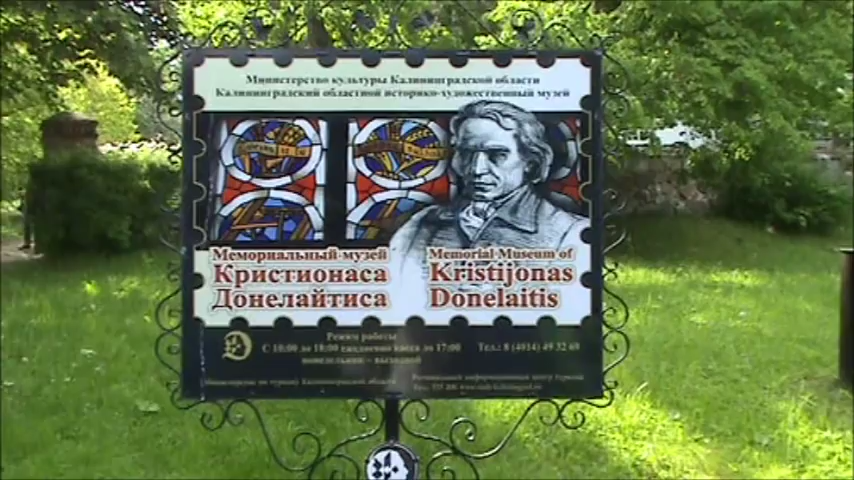 Министерство культуры Калининградской области
Калининградский областной историко-художественный музей
Мемориальный музей
Кристионаса
Донелайтиса
Memorial Museum of
Kristijonas
Donelaitis
Режим работы:
с 10:00 до 18:00 ежедневно касса до 17:00
понедельник - выходной
Тел.: 8 (4014) 49 32 60